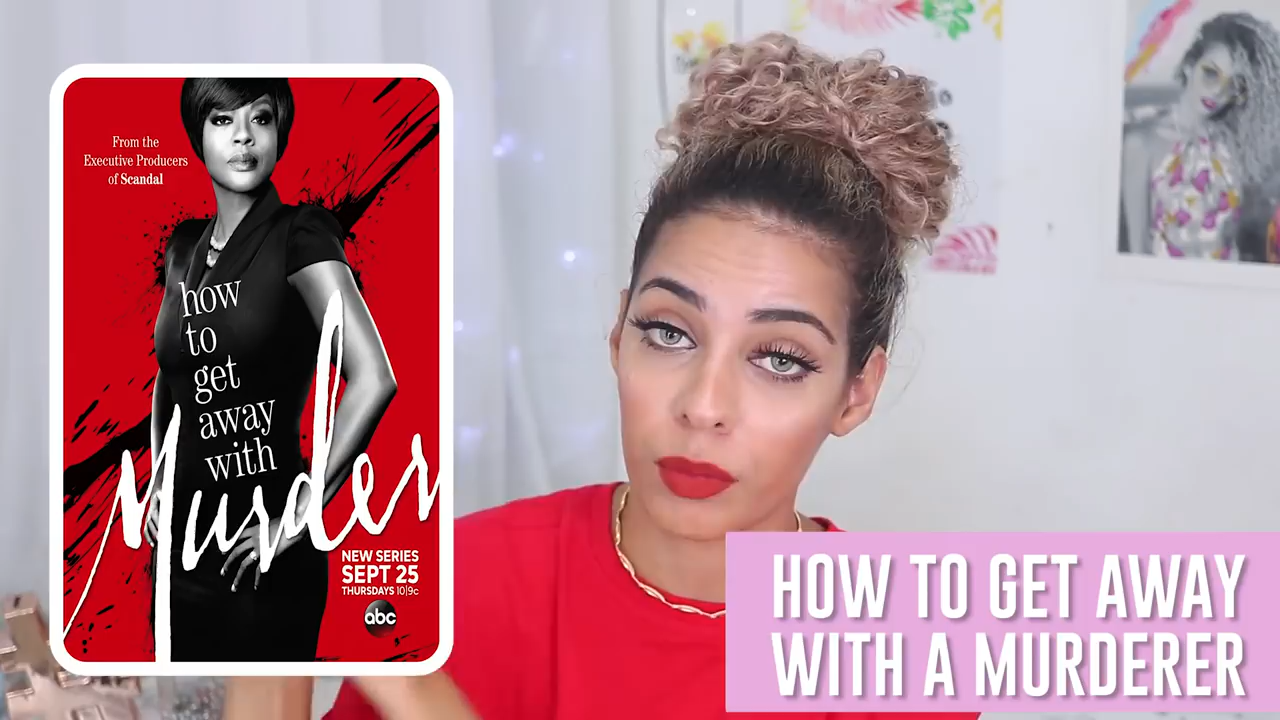 From the
Executive Producers
of Scandal
how
to
get
away
with
Murder
NEW SERIES
SEPT 25
THURSDAYS 10|9c
abc
HOW TO GET AWAY
WITH A MURDERER